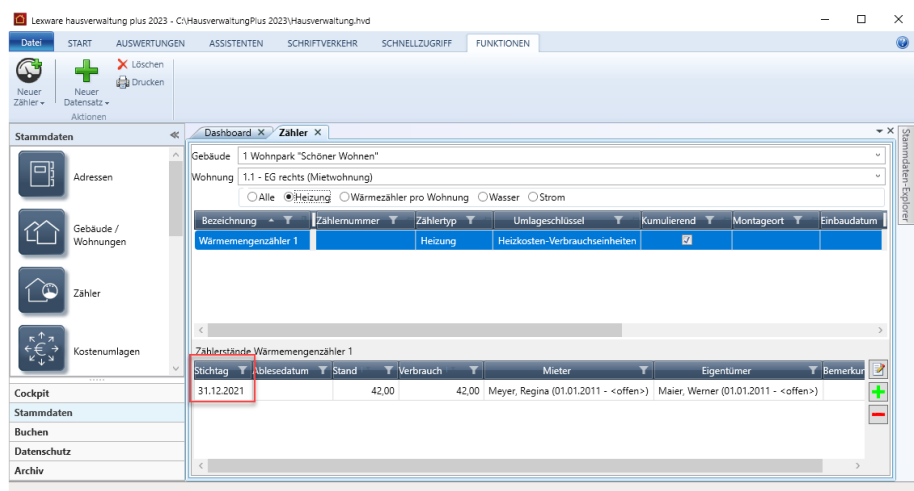 Lexware hausverwaltung plus 2023 - C:\HausverwaltungPlus 2023\Hausverwaltung.hvd
Datei START AUSWERTUNGEN ASSISTENTEN SCHRIFTVERKEHR SCHNELLZUGRIFF FUNKTIONEN
Neuer Zähler
Neuer Datensatz
Löschen
Drucken
Aktionen
Stammdaten
Adressen
Gebäude /
Wohnungen
Zähler
Kostenumlagen
Cockpit
Stammdaten
Buchen
Datenschutz
Archiv
Dashboard X Zähler X
Gebäude 1 Wohnpark "Schöner Wohnen"
Wohnung 1.1 - EG rechts (Mietwohnung)
Alle Heizung Wärmezähler pro Wohnung Wasser Strom
Bezeichnung Zählernummer Zählertyp Umlageschlüssel Kumulierend Montageort Einbaudatum
Wärmemengenzähler 1 Heizung Heizkosten-Verbrauchseinheiten
Zählerstände Wärmemengenzähler 1
Stichtag Ablesedatum Stand Verbrauch Mieter Eigentümer Bemerkur
31.12.2021 42,00 42,00 Meyer, Regina (01.01.2011 - <offen>) Maier, Werner (01.01.2011 - <offen>)
Stammdaten-Explorer